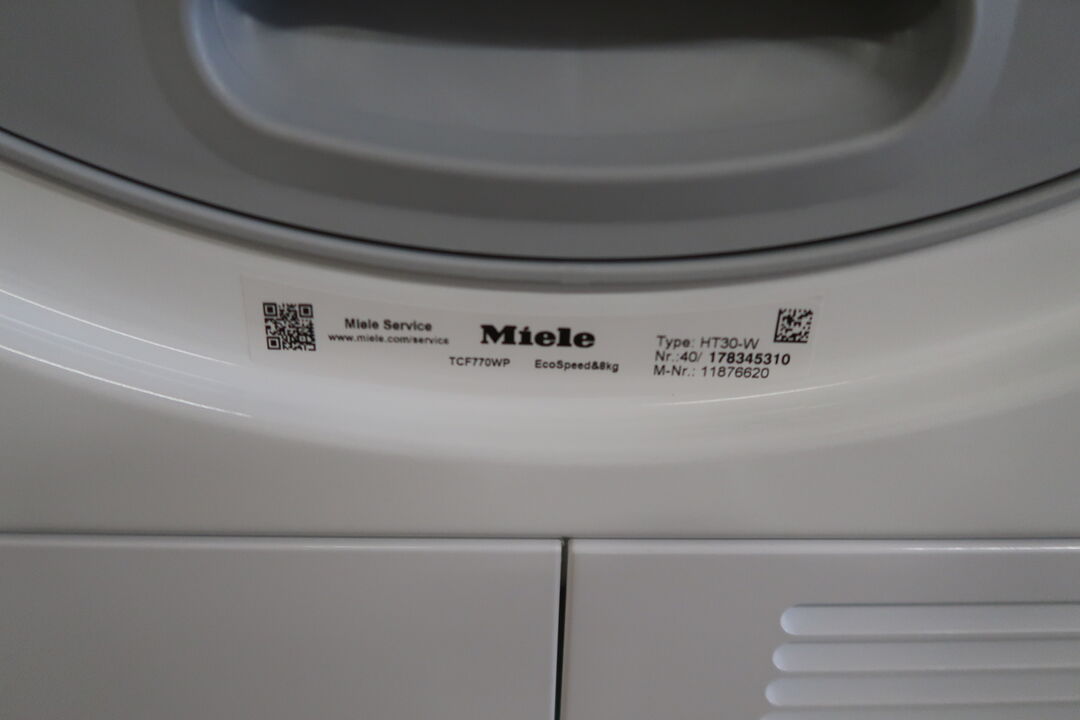 Miele Service
www.miele.com/service
Miele
TCF770WP EcoSpeed&8kg
Type: HT30-W
Nr.:40/ 178345310
M-Nr.: 11876620